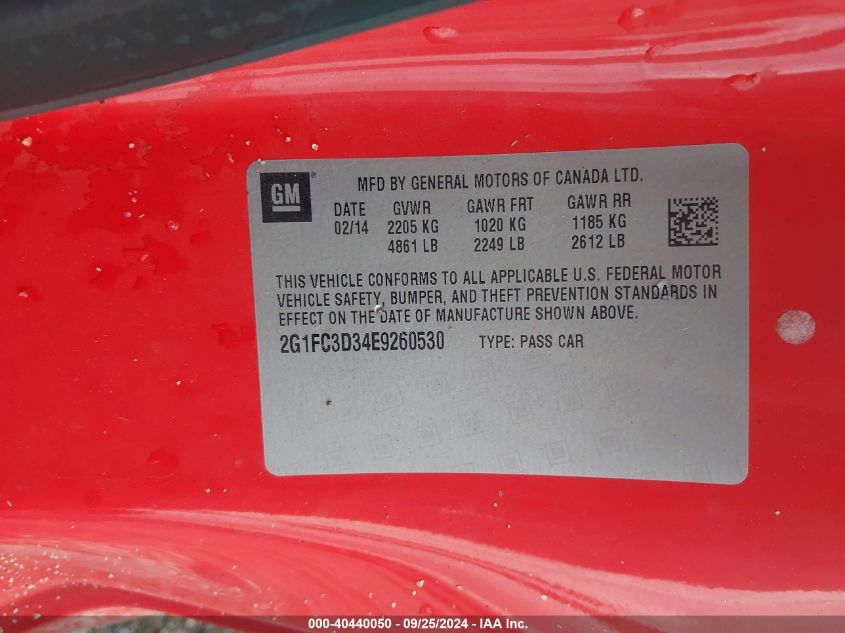 GM ®
MFD BY GENERAL MOTORS OF CANADA LTD.
DATE GVWR GAWR FRT GAWR RR
02/14 2205 KG 1020 KG 1185 KG
4861 LB 2249 LB 2612 LB
THIS VEHICLE CONFORMS TO ALL APPLICABLE U.S. FEDERAL MOTOR
VEHICLE SAFETY, BUMPER, AND THEFT PREVENTION STANDARDS IN
EFFECT ON THE DATE OF MANUFACTURE SHOWN ABOVE.
2G1FC3D34E9260530 TYPE: PASS CAR
000-40440050 - 09/25/2024 - IAA Inc.